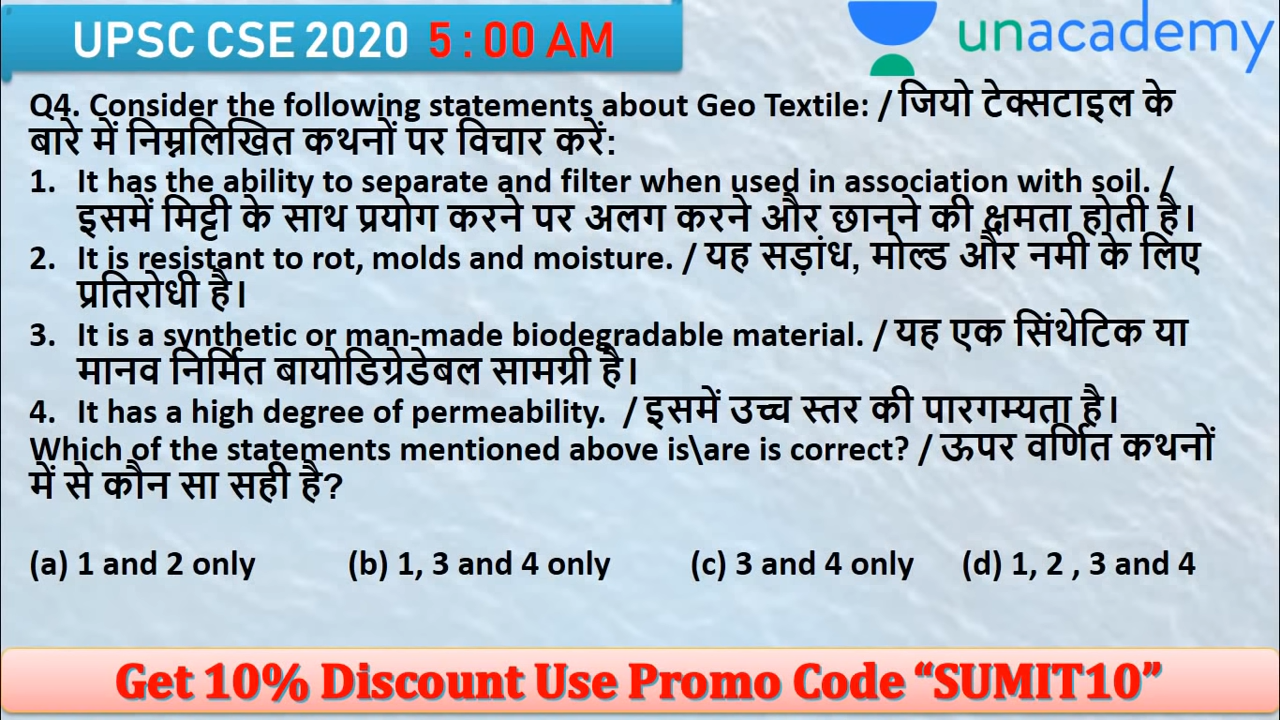 UPSC CSE 2020 5 : 00 AM
unacademy
Q4. Consider the following statements about Geo Textile: / जियो टेक्सटाइल के
बारे में निम्नलिखित कथनों पर विचार करें:
1. It has the ability to separate and filter when used in association with soil. /
इसमें मिट्टी के साथ प्रयोग करने पर अलग करने और छानने की क्षमता होती है।
2. It is resistant to rot, molds and moisture. / यह सड़ांध, मोल्ड और नमी के लिए
प्रतिरोधी है।
3. It is a synthetic or man-made biodegradable material. / यह एक सिंथेटिक या
मानव निर्मित बायोडिग्रेडेबल सामग्री है।
4. It has a high degree of permeability. / इसमें उच्च स्तर की पारगम्यता है।
Which of the statements mentioned above is\are is correct? / ऊपर वर्णित कथनों
में से कौन सा सही है?
(a) 1 and 2 only (b) 1, 3 and 4 only (c) 3 and 4 only (d) 1, 2 , 3 and 4
Get 10% Discount Use Promo Code “SUMIT10”